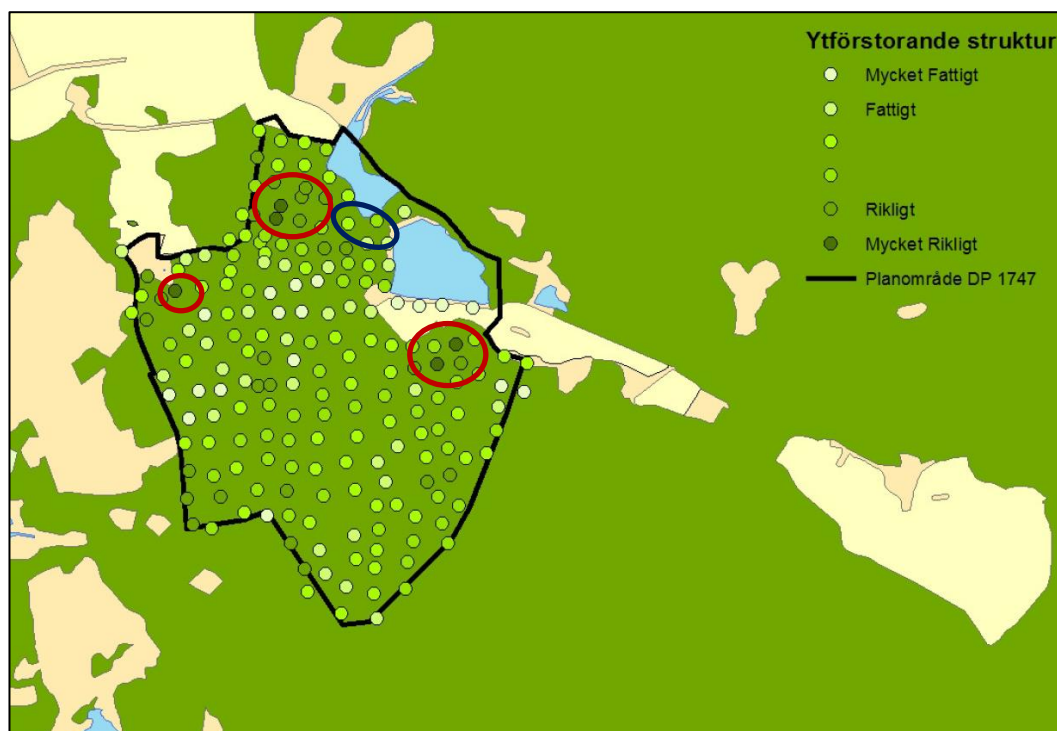 Ytförstorande struktur
Mycket Fattigt
Fattigt
Rikligt
Mycket Rikligt
Planområde DP 1747